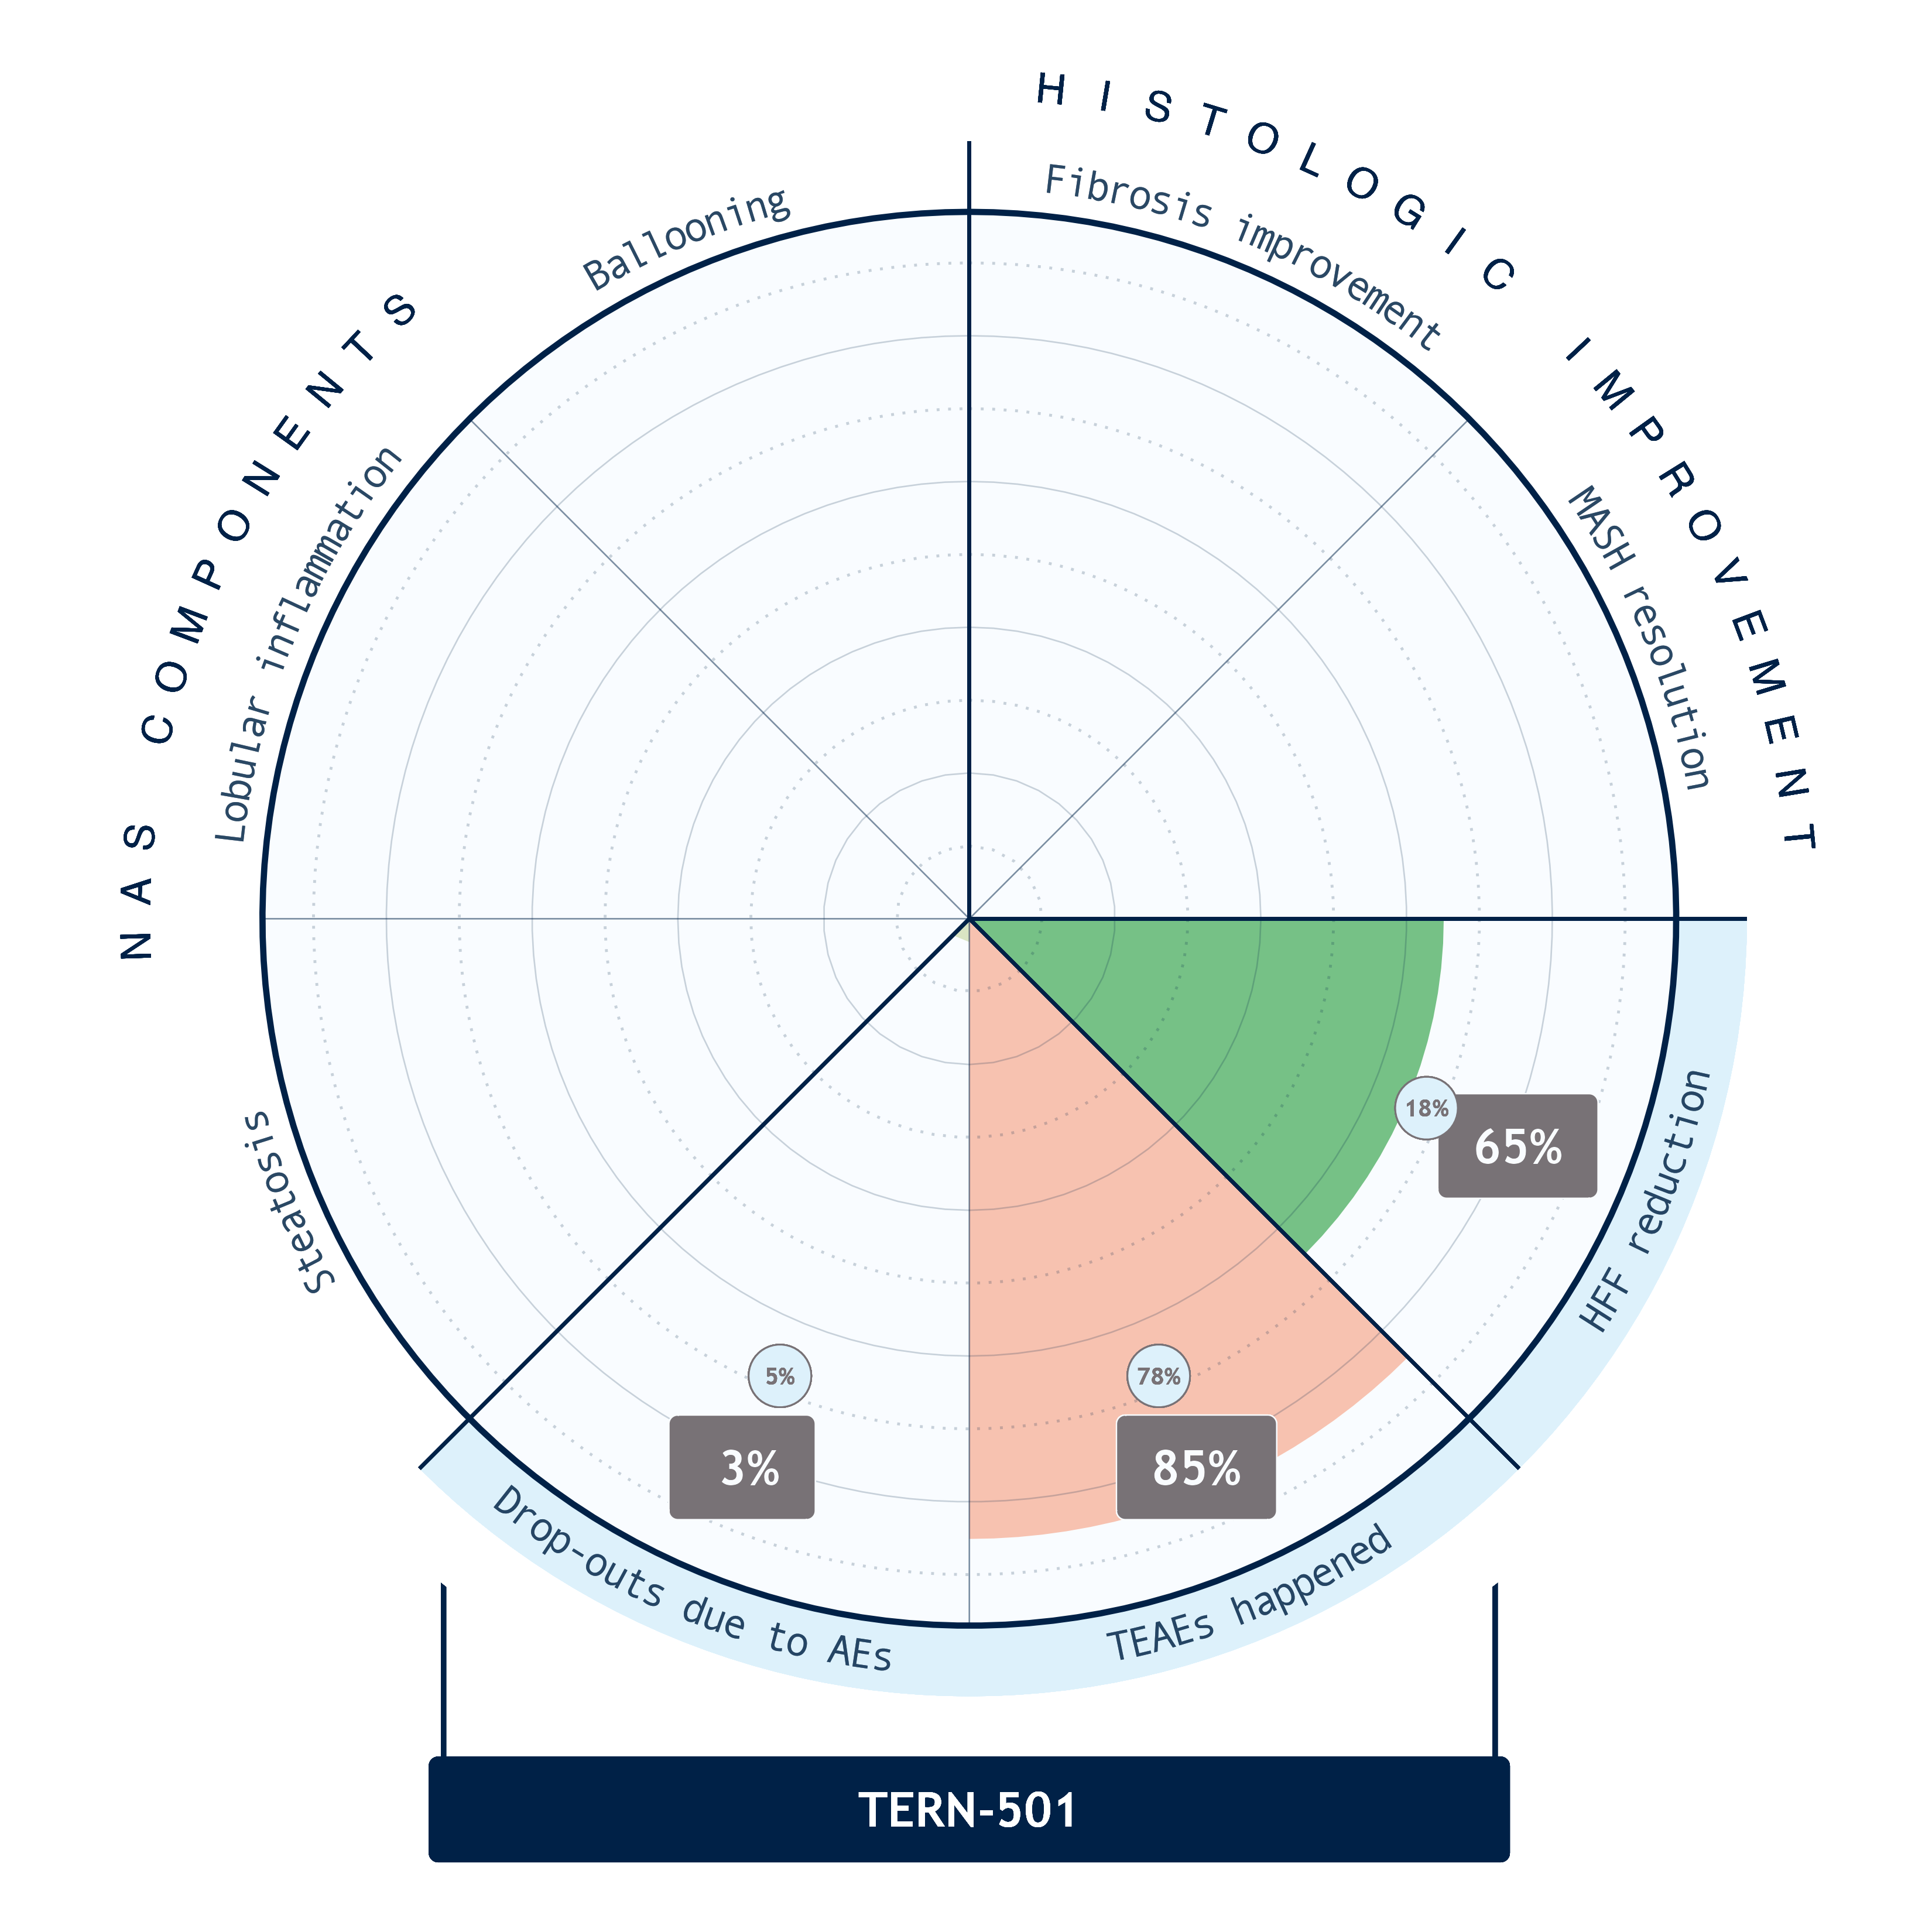 HISTOLOGIC IMPROVEMENT
Fibrosis improvement
MASH resolution
NAS COMPONENTS
Ballooning
Lobular inflammation
Steatosis
HFF reduction
18%
65%
TEAEs happened
78%
85%
Drop-outs due to AEs
5%
3%
TERN-501